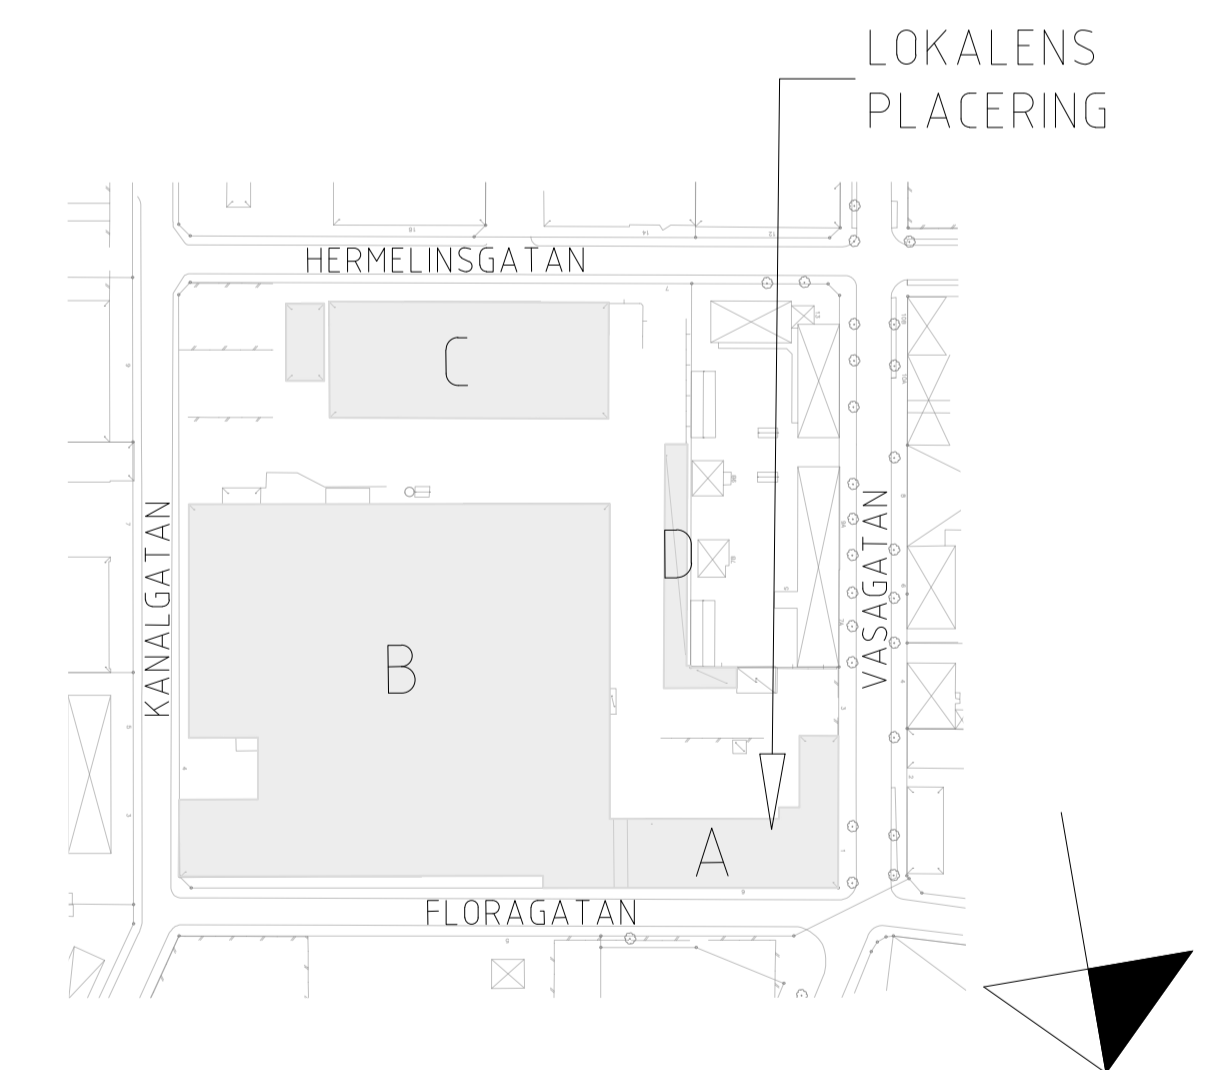 LOKALENS
PLACERING
HERMELINSGATAN
C
KANALGATAN
D
VASAGATAN
B
A
FLORAGATAN